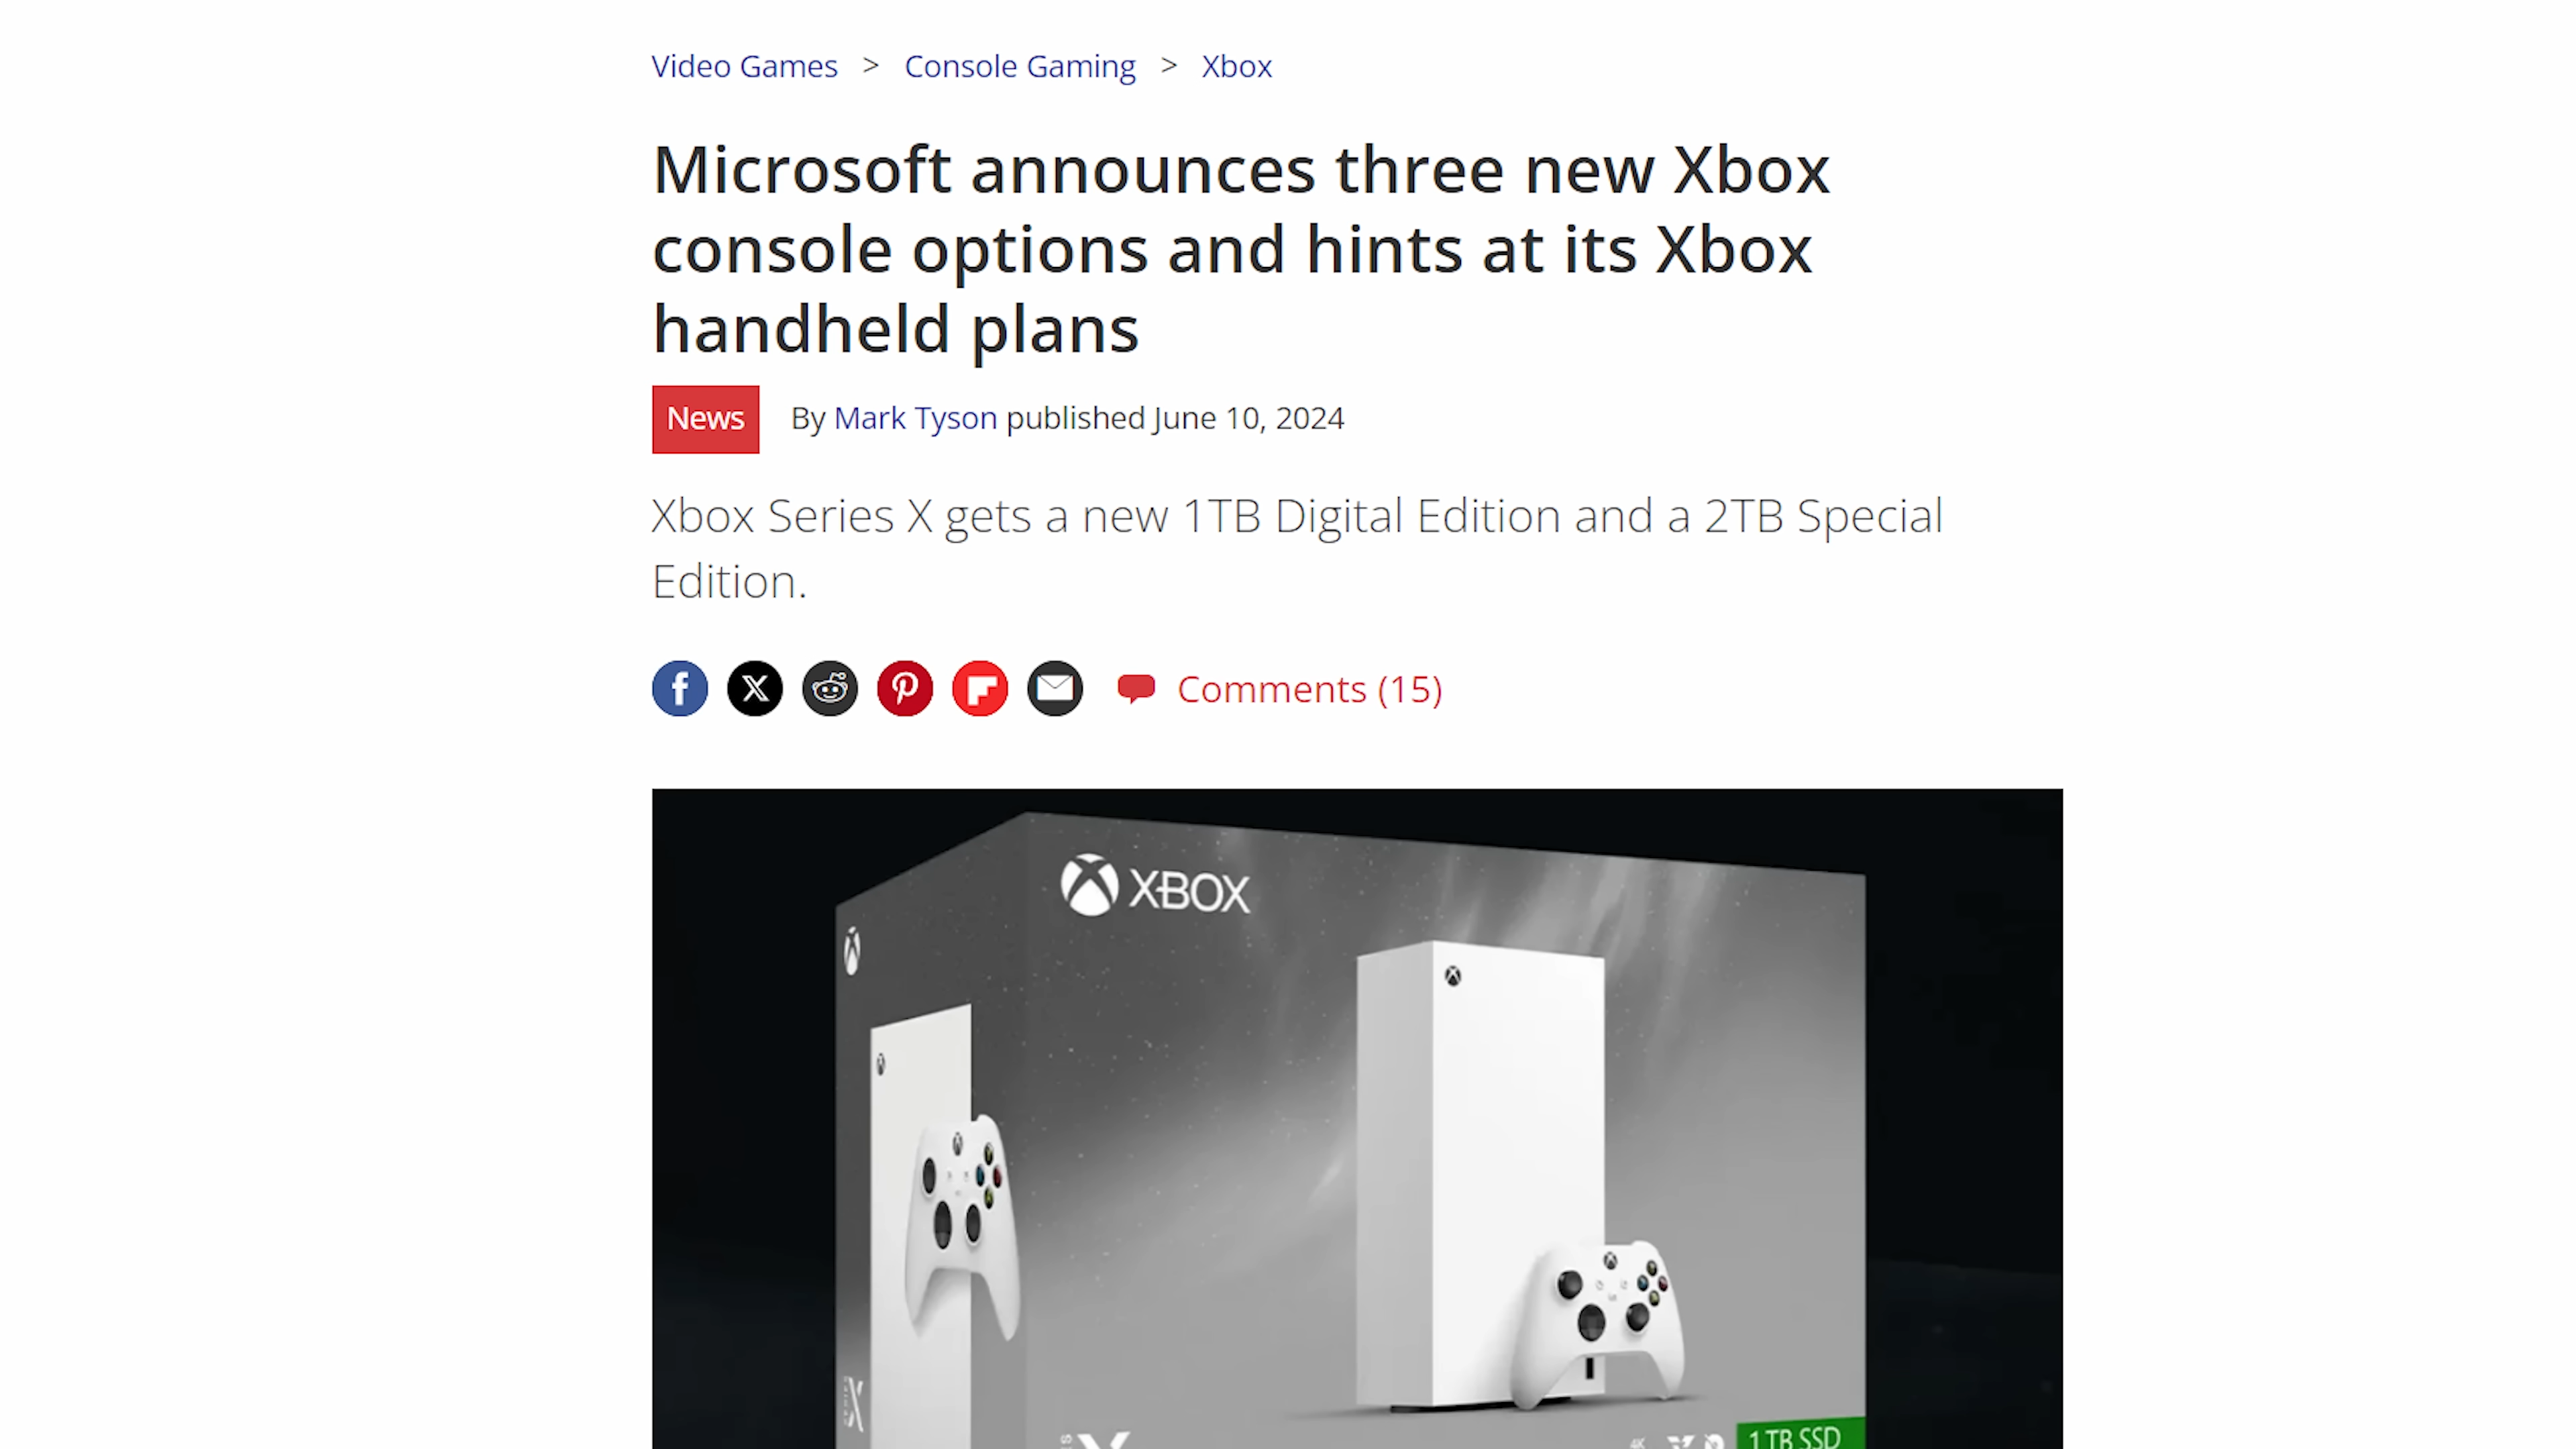 Video Games > Console Gaming > Xbox
Microsoft announces three new Xbox
console options and hints at its Xbox
handheld plans
News By Mark Tyson published June 10, 2024
Xbox Series X gets a new 1TB Digital Edition and a 2TB Special
Edition.
Comments (15)
XBOX
X
4K
1 TB SSD